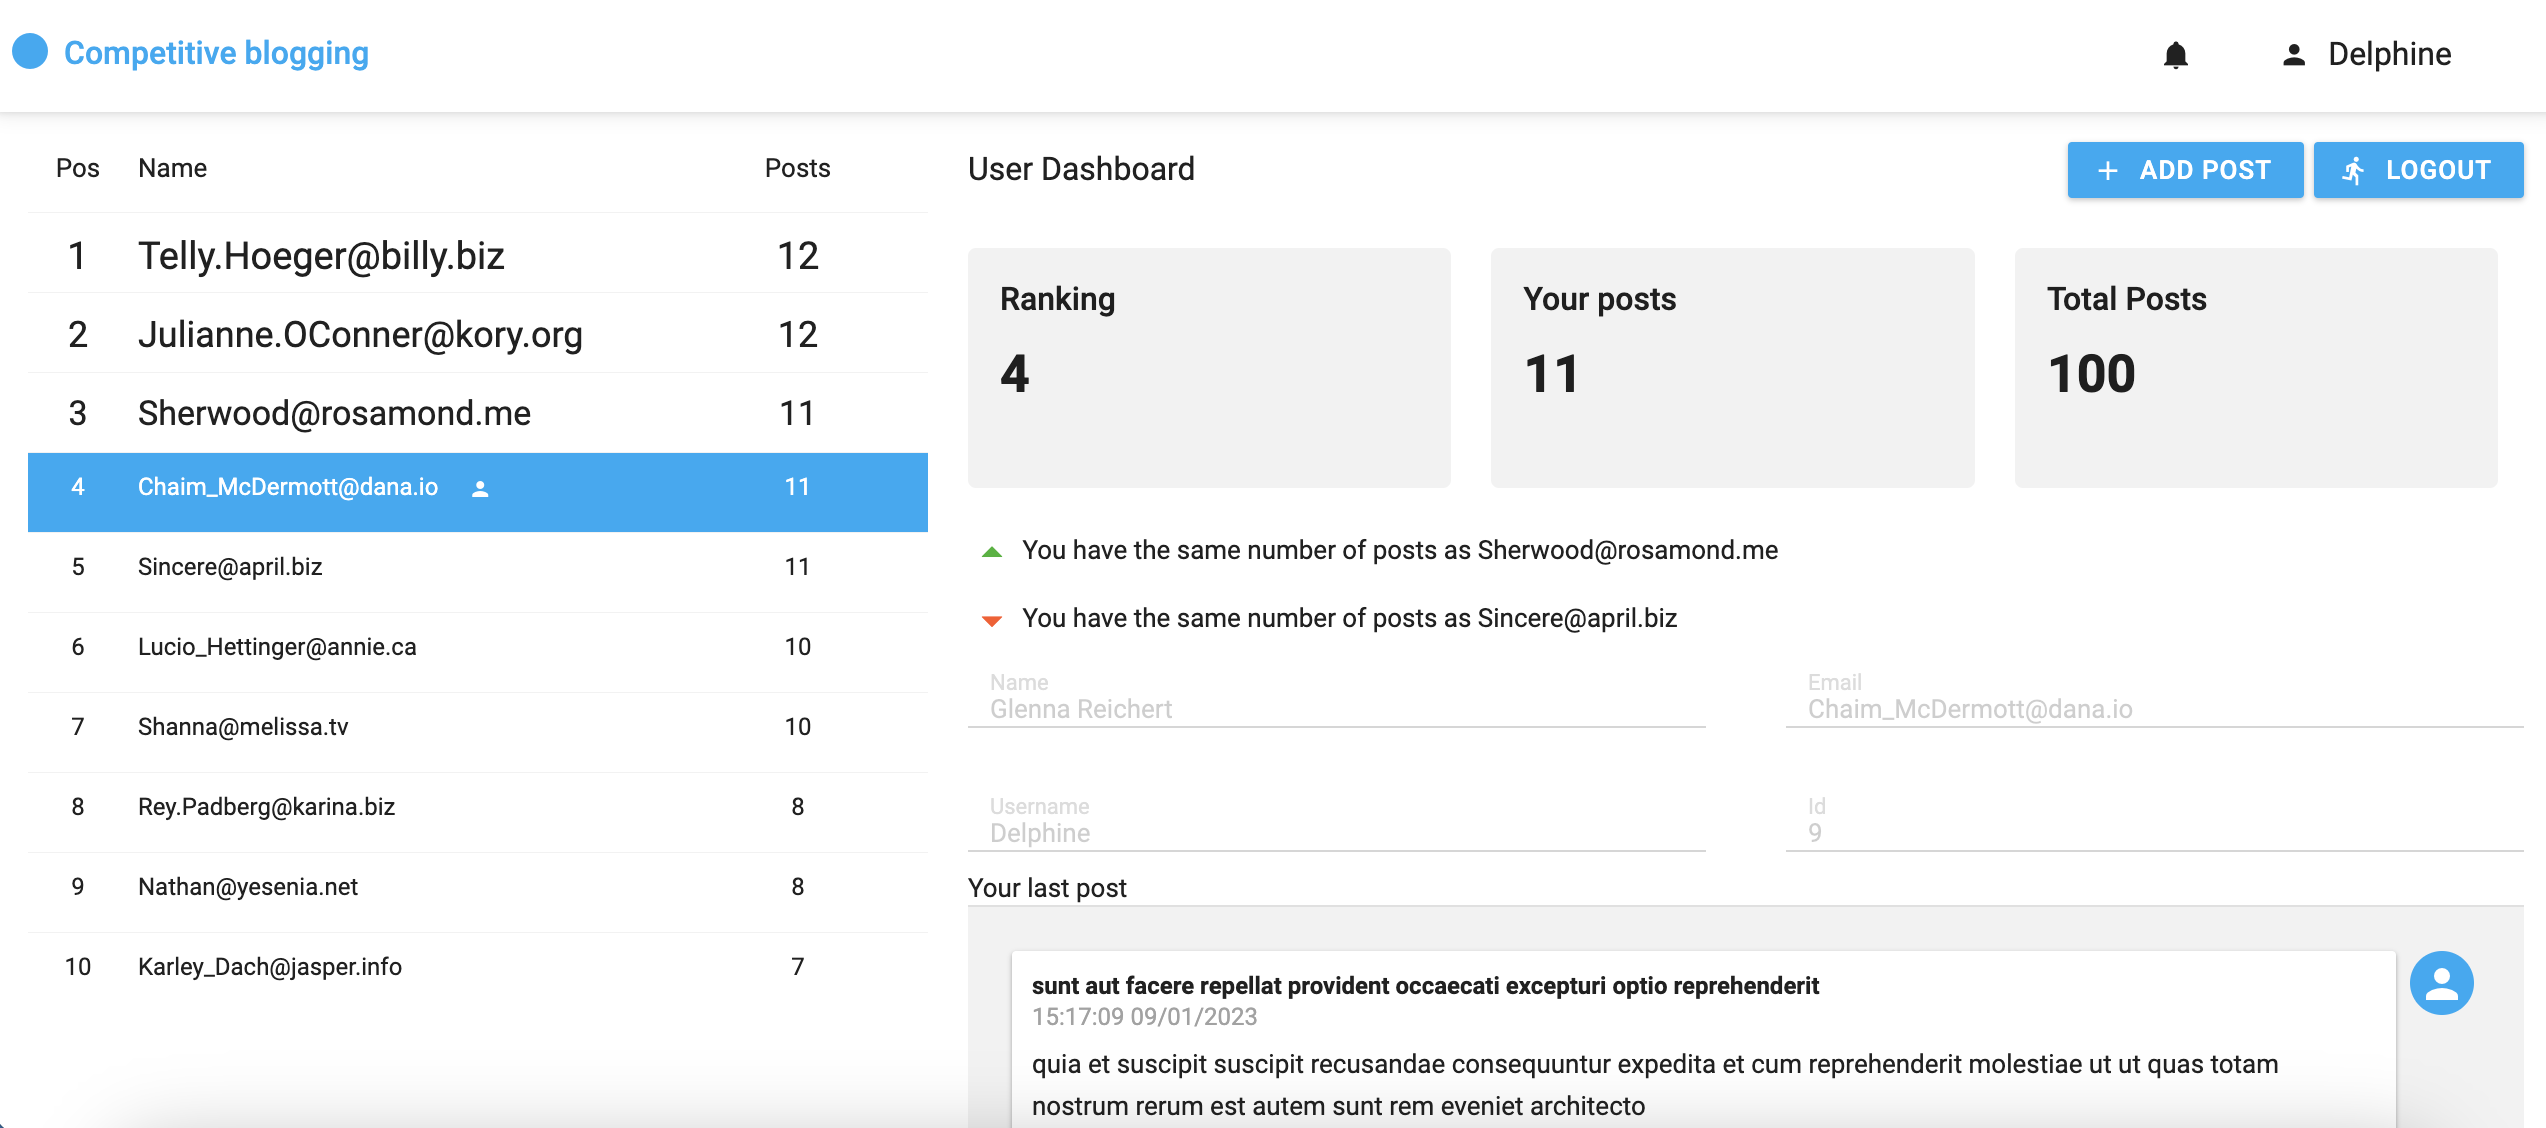 Competitive blogging
Delphine
Pos Name Posts
1 Telly.Hoeger@billy.biz 12
2 Julianne.OConner@kory.org 12
3 Sherwood@rosamond.me 11
4 Chaim_McDermott@dana.io 11
5 Sincere@april.biz 11
6 Lucio_Hettinger@annie.ca 10
7 Shanna@melissa.tv 10
8 Rey.Padberg@karina.biz 8
9 Nathan@yesenia.net 8
10 Karley_Dach@jasper.info 7
User Dashboard
ADD POST
LOGOUT
Ranking
4
Your posts
11
Total Posts
100
You have the same number of posts as Sherwood@rosamond.me
You have the same number of posts as Sincere@april.biz
Name
Glenna Reichert
Email
Chaim_McDermott@dana.io
Username
Delphine
Id
9
Your last post
sunt aut facere repellat provident occaecati excepturi optio reprehenderit
15:17:09 09/01/2023
quia et suscipit suscipit recusandae consequuntur expedita et cum reprehenderit molestiae ut ut quas totam
nostrum rerum est autem sunt rem eveniet architecto